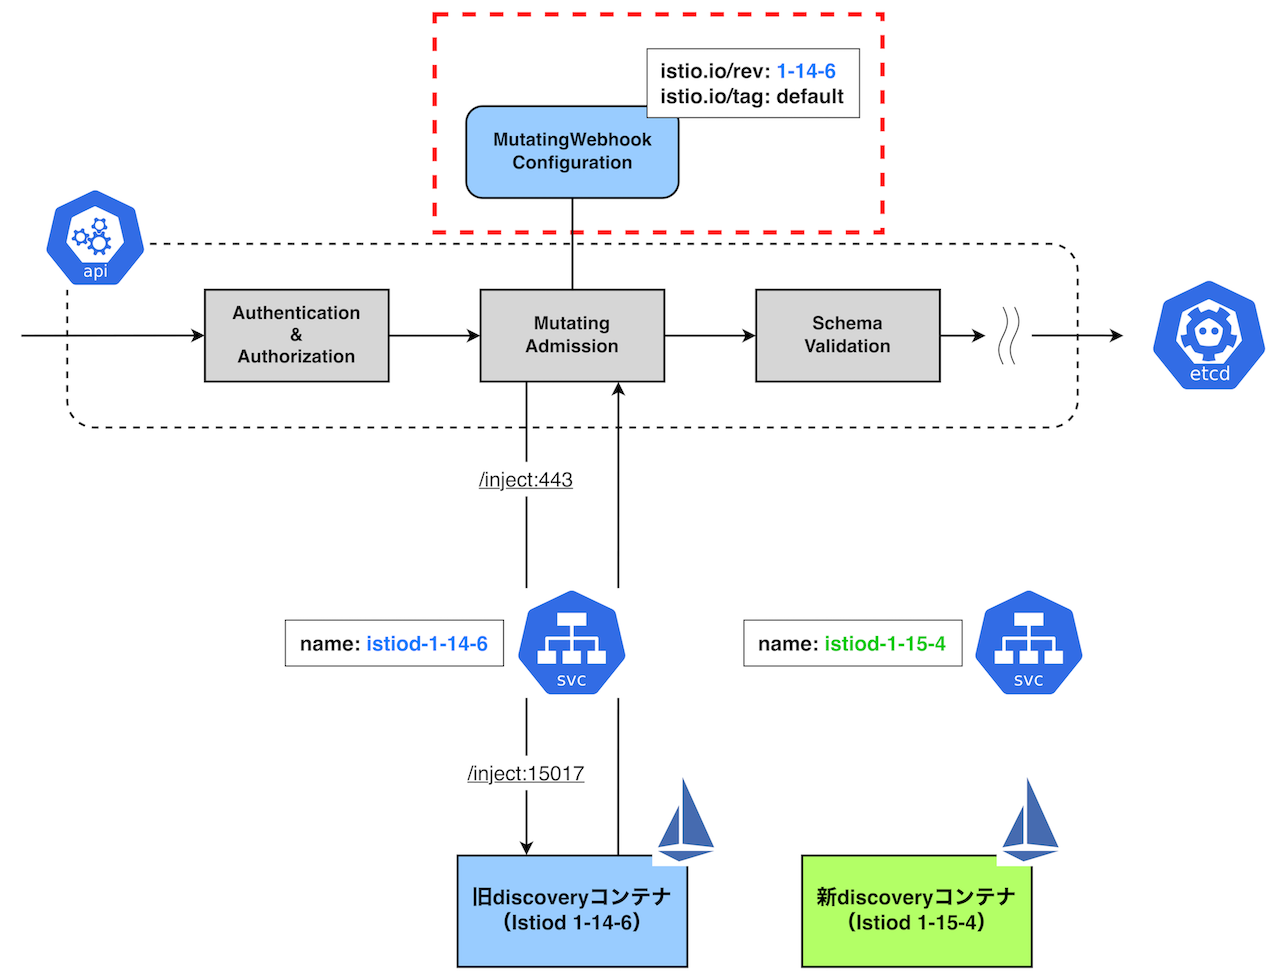 istio.io/rev: 1-14-6
istio.io/tag: default
MutatingWebhook
Configuration
api
Authentication
&
Authorization
Mutating
Admission
Schema
Validation
etcd
/inject:443
name: istiod-1-14-6
svc
name: istiod-1-15-4
svc
/inject:15017
旧discoveryコンテナ
（Istiod 1-14-6）
新discoveryコンテナ
（Istiod 1-15-4）